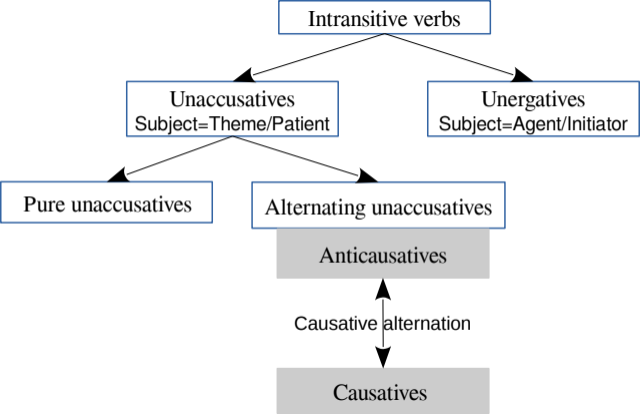 Intransitive verbs
Unaccusatives
Subject=Theme/Patient
Unergatives
Subject=Agent/Initiator
Pure unaccusatives
Alternating unaccusatives
Anticausatives
Causative alternation
Causatives